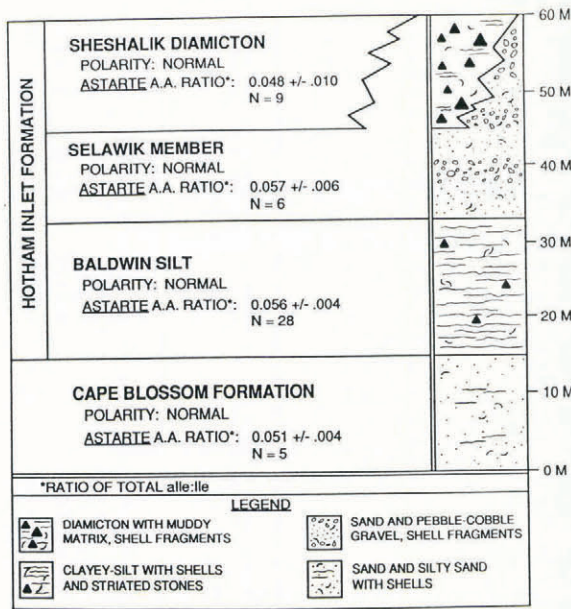 HOTHAM INLET FORMATION
SHESHALIK DIAMICTON
POLARITY: NORMAL
ASTARTE A.A. RATIO*: 0.048 +/- .010
N = 9
SELAWIK MEMBER
POLARITY: NORMAL
ASTARTE A.A. RATIO*: 0.057 +/- .006
N = 6
BALDWIN SILT
POLARITY: NORMAL
ASTARTE A.A. RATIO*: 0.056 +/- .004
N = 28
CAPE BLOSSOM FORMATION
POLARITY: NORMAL
ASTARTE A.A. RATIO*: 0.051 +/- .004
N = 5
60 M
50 M
40 M
30 M
20 M
10 M
0 M
*RATIO OF TOTAL alle:Ile
LEGEND
DIAMICTON WITH MUDDY
MATRIX, SHELL FRAGMENTS
CLAYEY-SILT WITH SHELLS
AND STRIATED STONES
SAND AND PEBBLE-COBBLE
GRAVEL, SHELL FRAGMENTS
SAND AND SILTY SAND
WITH SHELLS